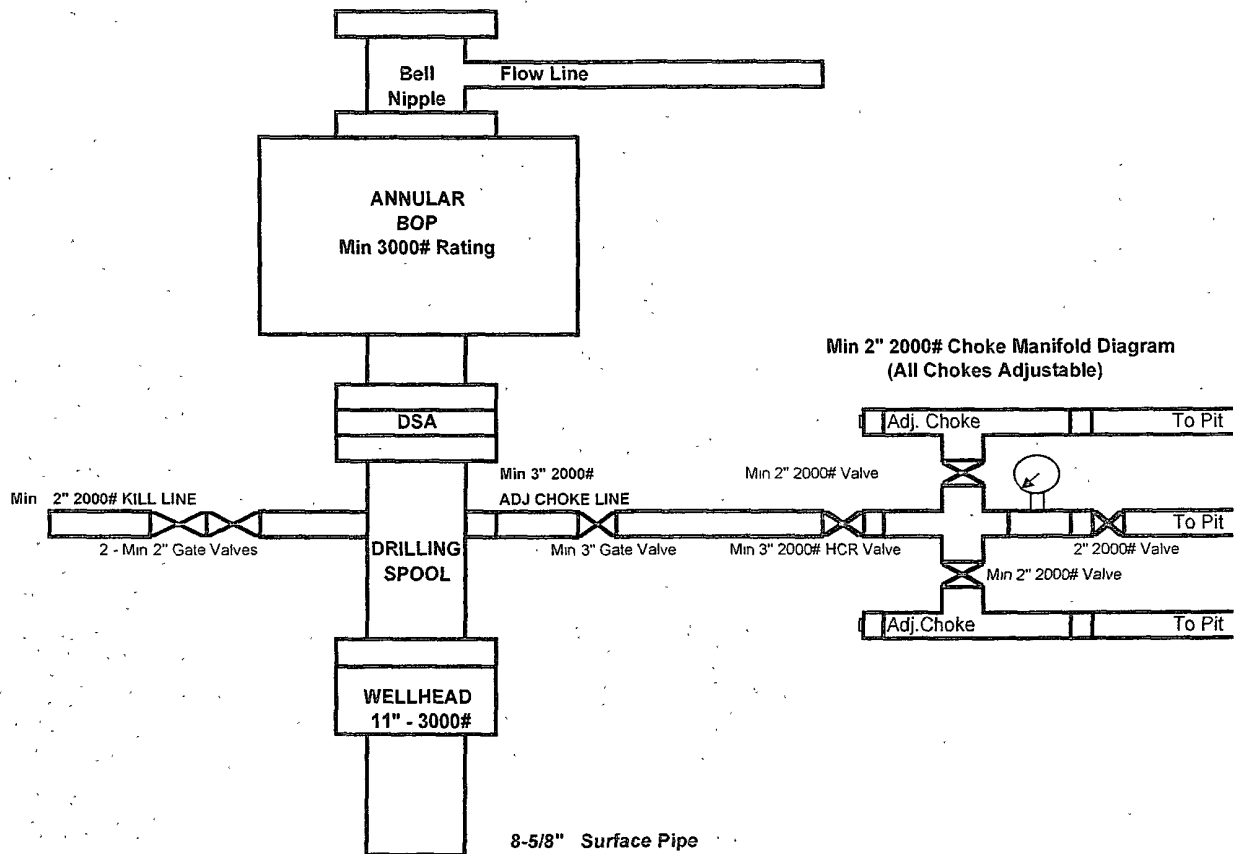 Bell
Nipple
Flow Line
ANNULAR
BOP
Min 3000# Rating
Min 2" 2000# Choke Manifold Diagram
(All Chokes Adjustable)
DSA
Adj. Choke
To Pit
Min 3" 2000#
ADJ CHOKE LINE
Min 2" 2000# Valve
Min 2" 2000# KILL LINE
To Pit
2 - Min 2" Gate Valves
DRILLING
SPOOL
Min 3" Gate Valve
Min 3" 2000# HCR Valve
2" 2000# Valve
Min 2" 2000# Valve
Adj.Choke
To Pit
WELLHEAD
11" - 3000#
8-5/8" Surface Pipe